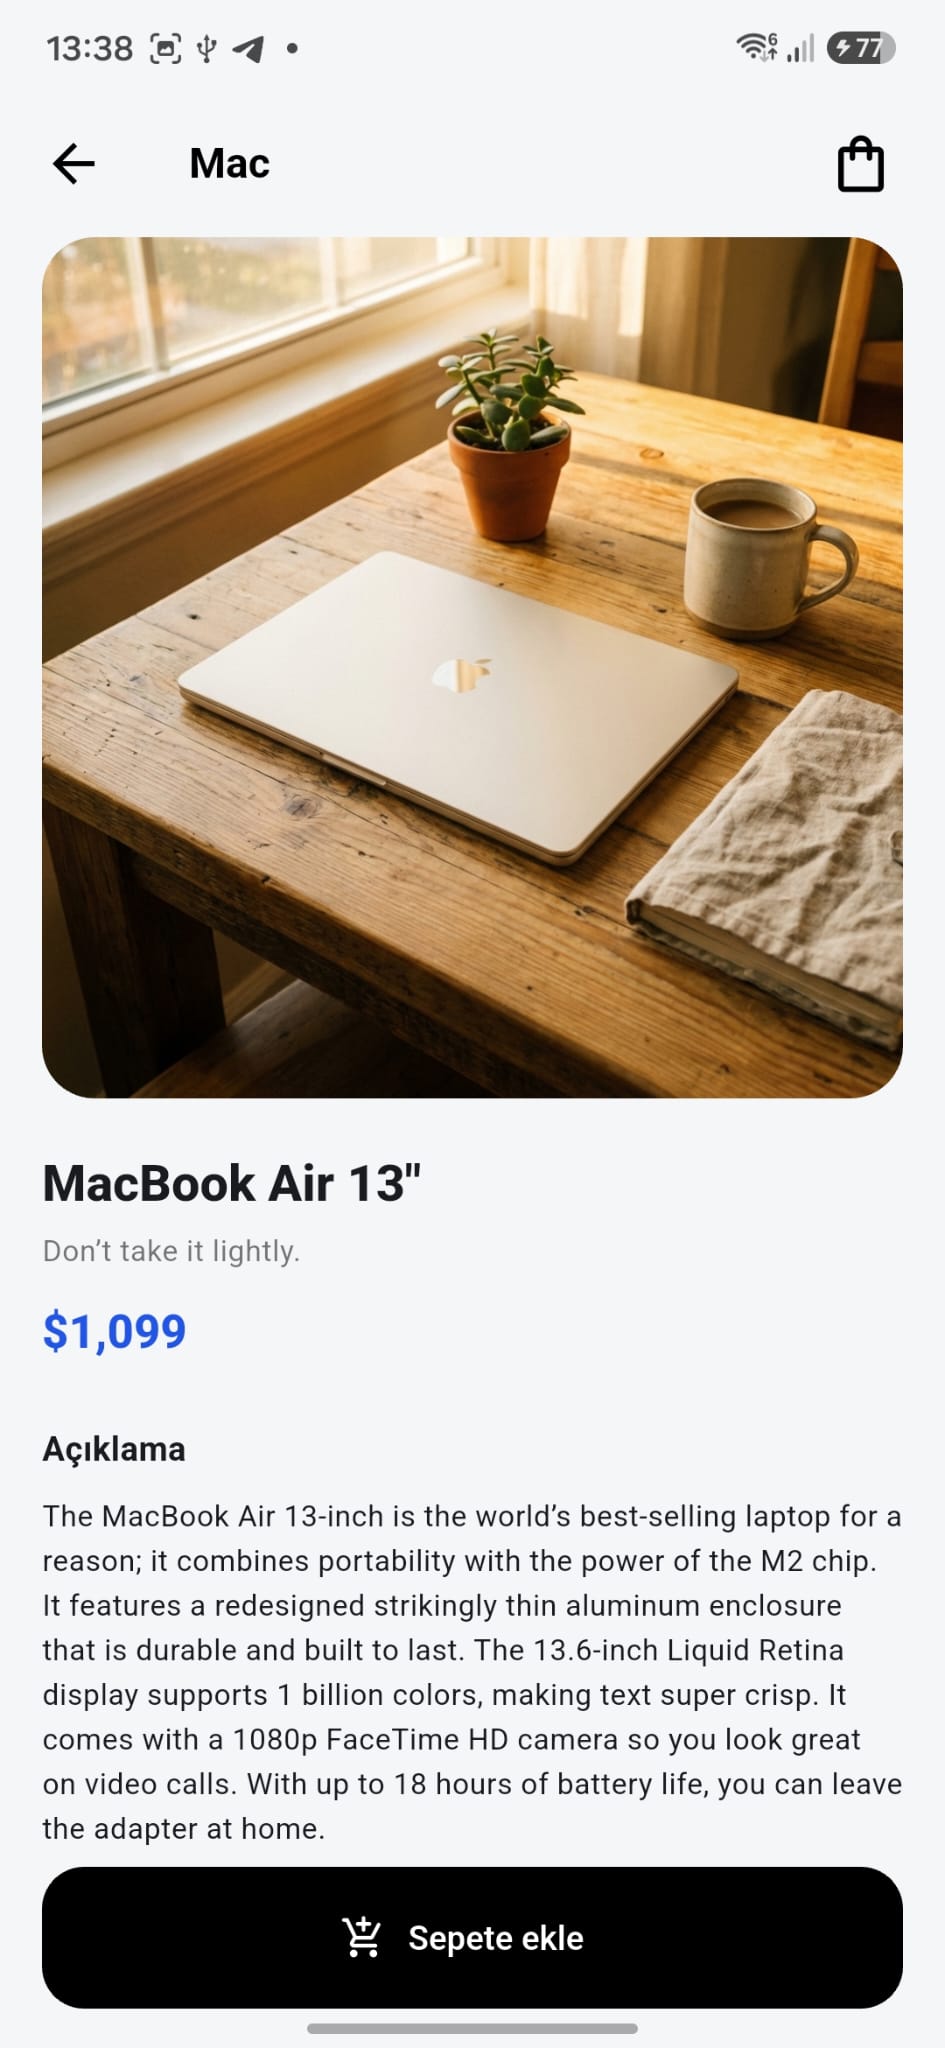 13:38
6
77
Mac
MacBook Air 13"
Don’t take it lightly.
$1,099
Açıklama
The MacBook Air 13-inch is the world’s best-selling laptop for a
reason; it combines portability with the power of the M2 chip.
It features a redesigned strikingly thin aluminum enclosure
that is durable and built to last. The 13.6-inch Liquid Retina
display supports 1 billion colors, making text super crisp. It
comes with a 1080p FaceTime HD camera so you look great
on video calls. With up to 18 hours of battery life, you can leave
the adapter at home.
Sepete ekle